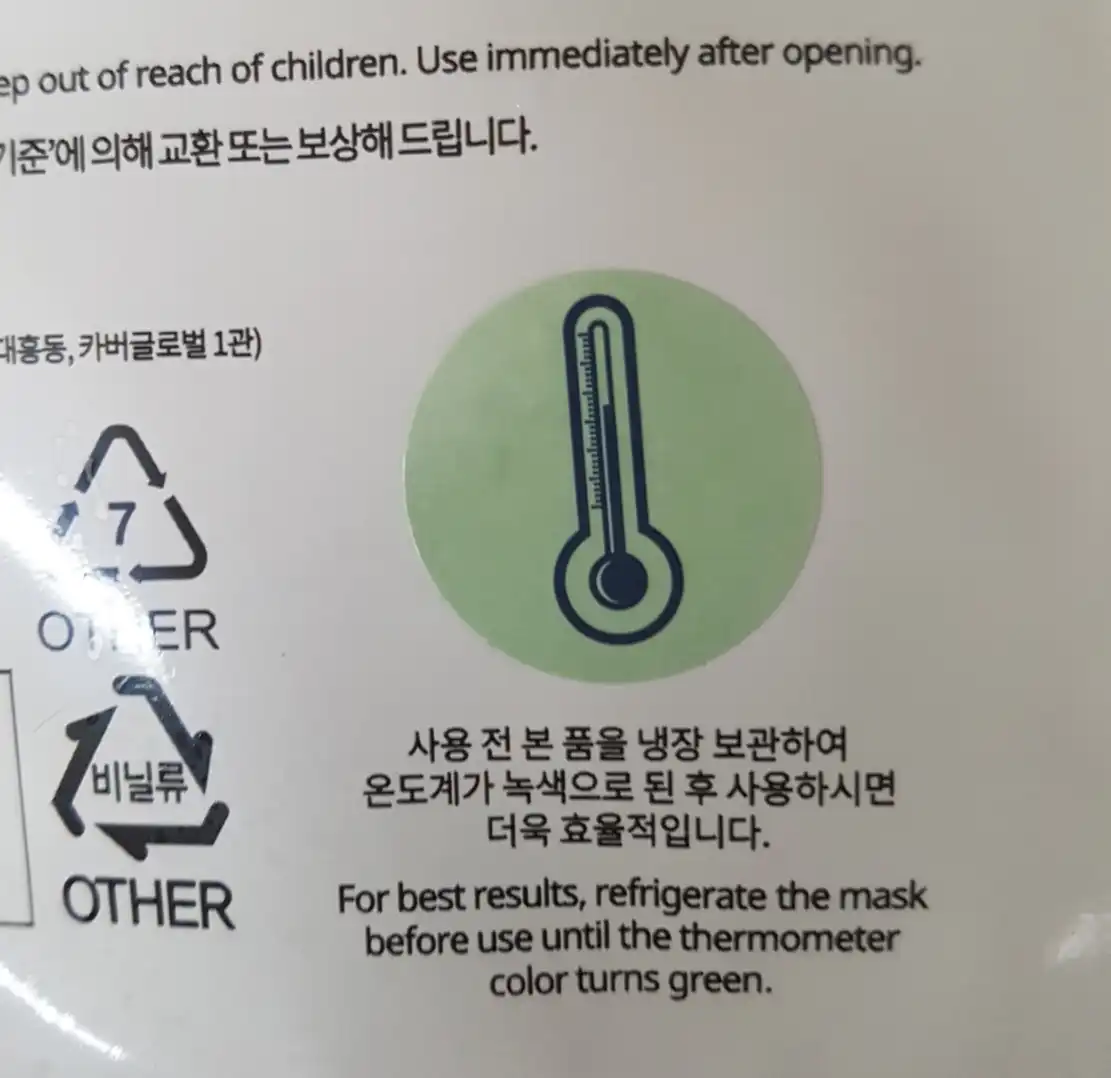 out of reach of children. Use immediately after opening.
기준’에 의해 교환 또는 보상해 드립니다.
대흥동, 카버글로벌 1관)
7
OTHER
비닐류
OTHER
사용 전 본 품을 냉장 보관하여
온도계가 녹색으로 된 후 사용하시면
더욱 효율적입니다.
For best results, refrigerate the mask
before use until the thermometer
color turns green.